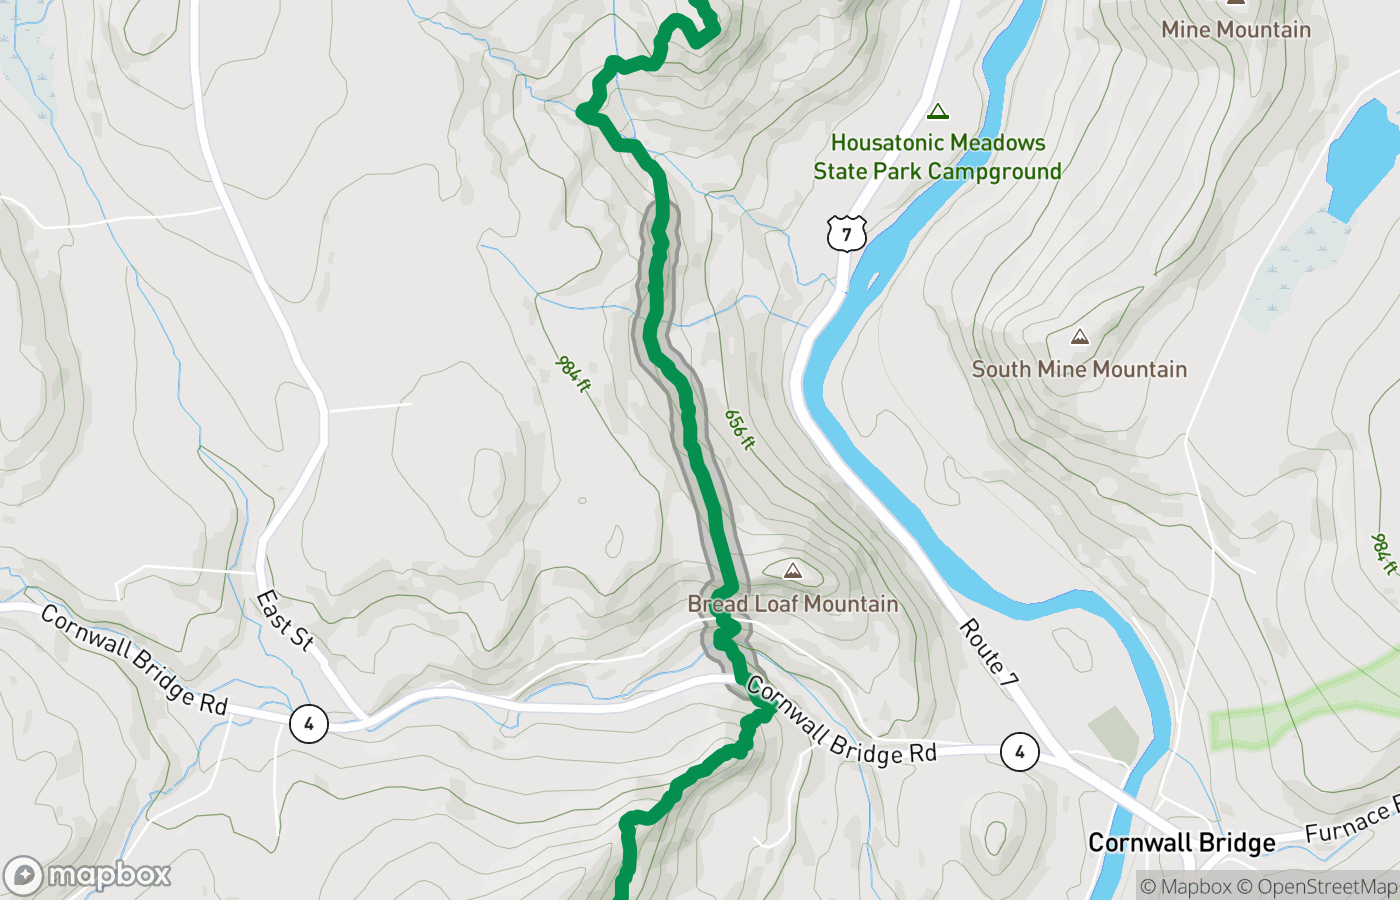 Mine Mountain
Housatonic Meadows
State Park Campground
7
South Mine Mountain
984 ft
656 ft
984 ft
Bread Loaf Mountain
East St
Cornwall Bridge Rd
Route 7
4
Cornwall Bridge Rd
4
Cornwall Bridge
Furnace
mapbox
© Mapbox © OpenStreetMap